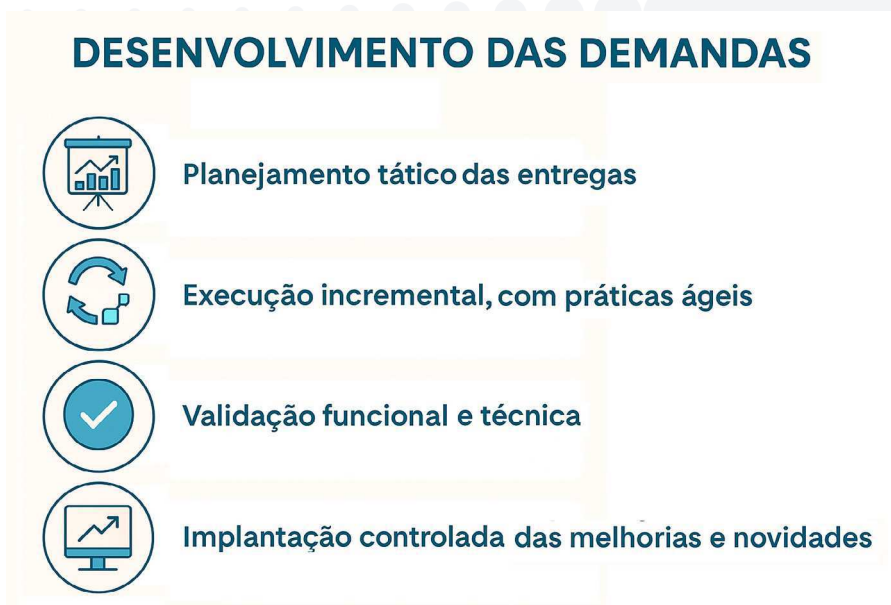 DESENVOLVIMENTO DAS DEMANDAS
Planejamento tático das entregas
Execução incremental, com práticas ágeis
Validação funcional e técnica
Implantação controlada das melhorias e novidades